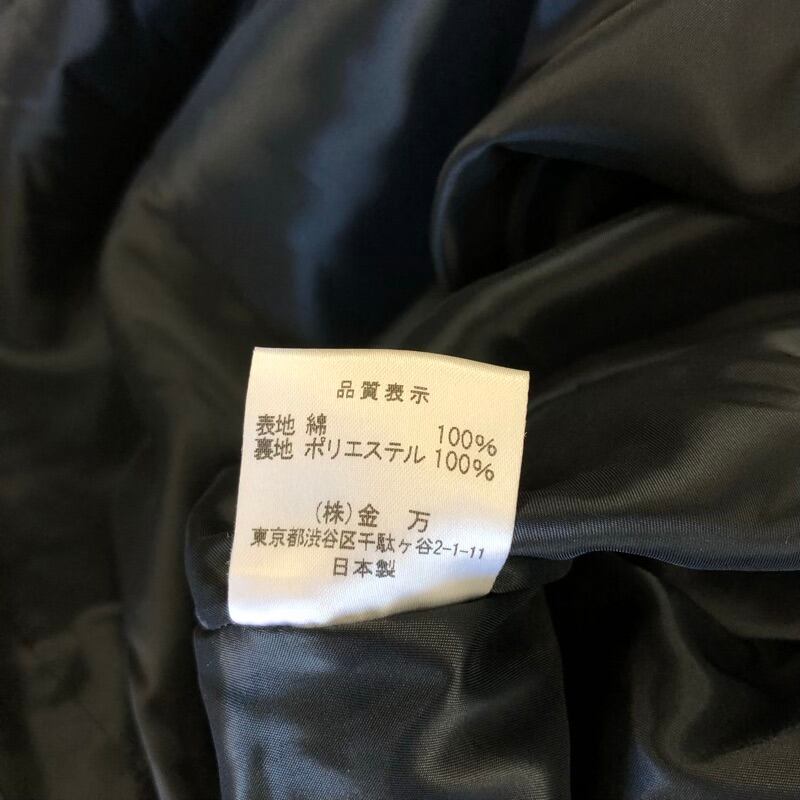 品質表示
表地 綿 100%
裏地 ポリエステル 100%
(株)金 万
東京都渋谷区千駄ヶ谷2-1-11
日本製